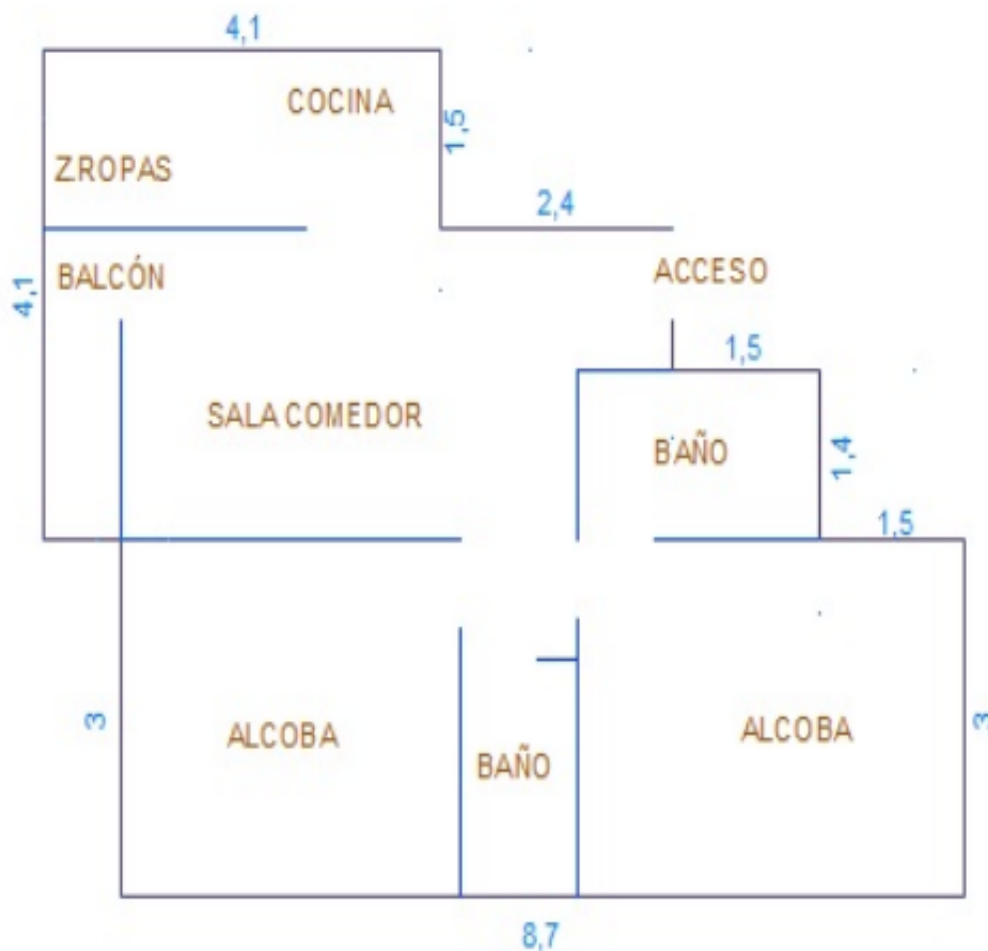 4,1
COCINA
1,5
ZROPAS
2,4
BALCÓN
ACCESO
4,1
1,5
SALA COMEDOR
BAÑO
1,4
1,5
3
ALCOBA
BAÑO
ALCOBA
3
8,7